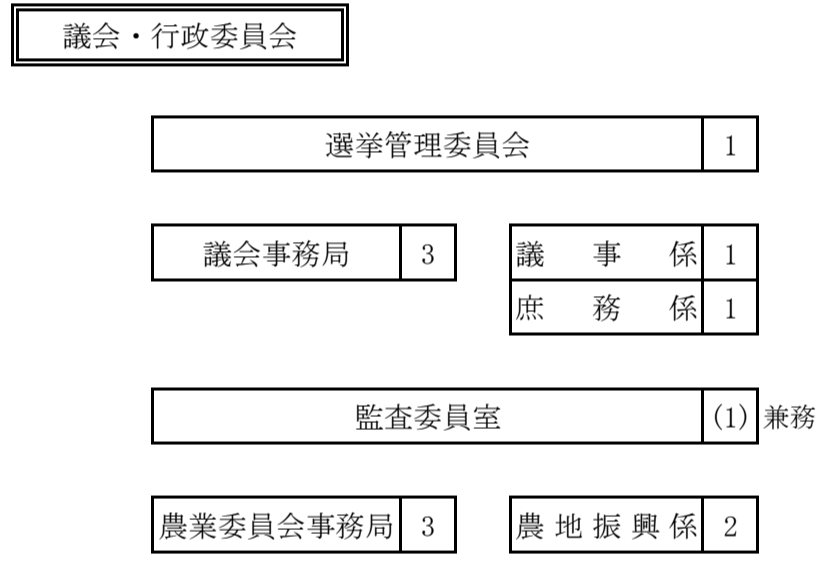 議会・行政委員会
選挙管理委員会 1
議会事務局 3 議事係 1
庶務係 1
監査委員室 (1) 兼務
農業委員会事務局 3 農地振興係 2